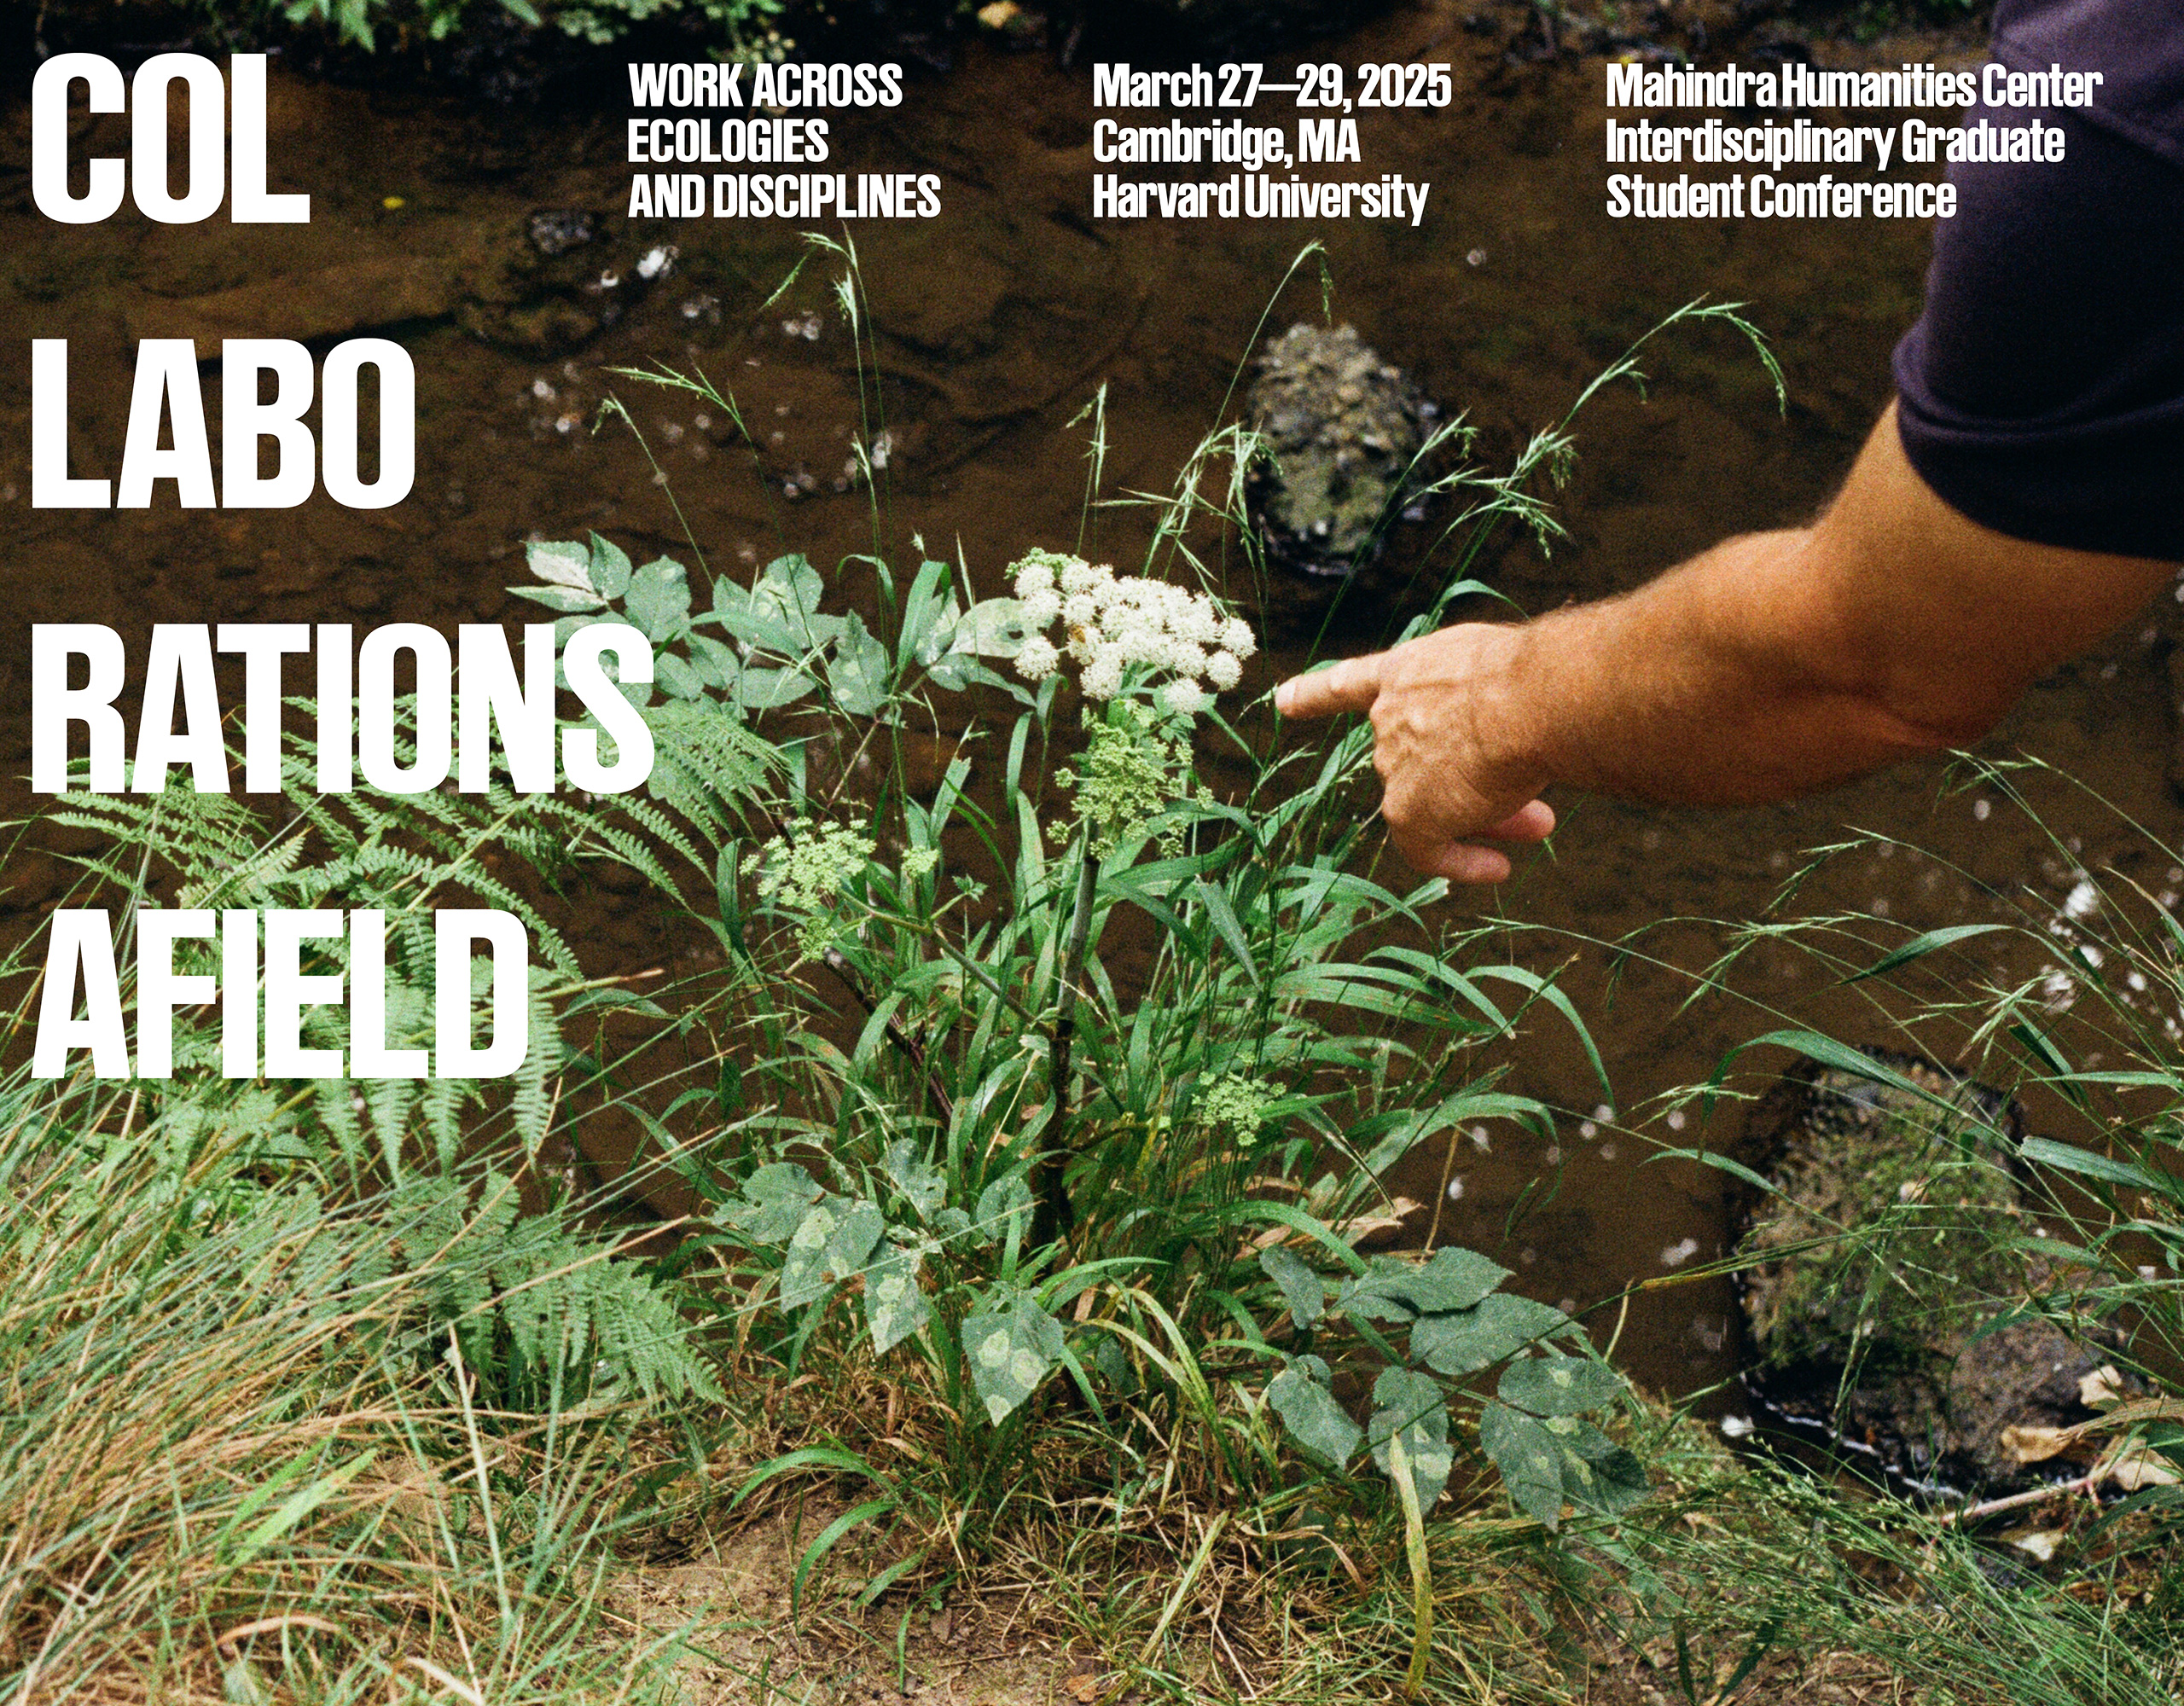 COL
LABO
RATIONS
AFIELD
WORK ACROSS
ECOLOGIES
AND DISCIPLINES
March 27—29, 2025
Cambridge, MA
Harvard University
Mahindra Humanities Center
Interdisciplinary Graduate
Student Conference